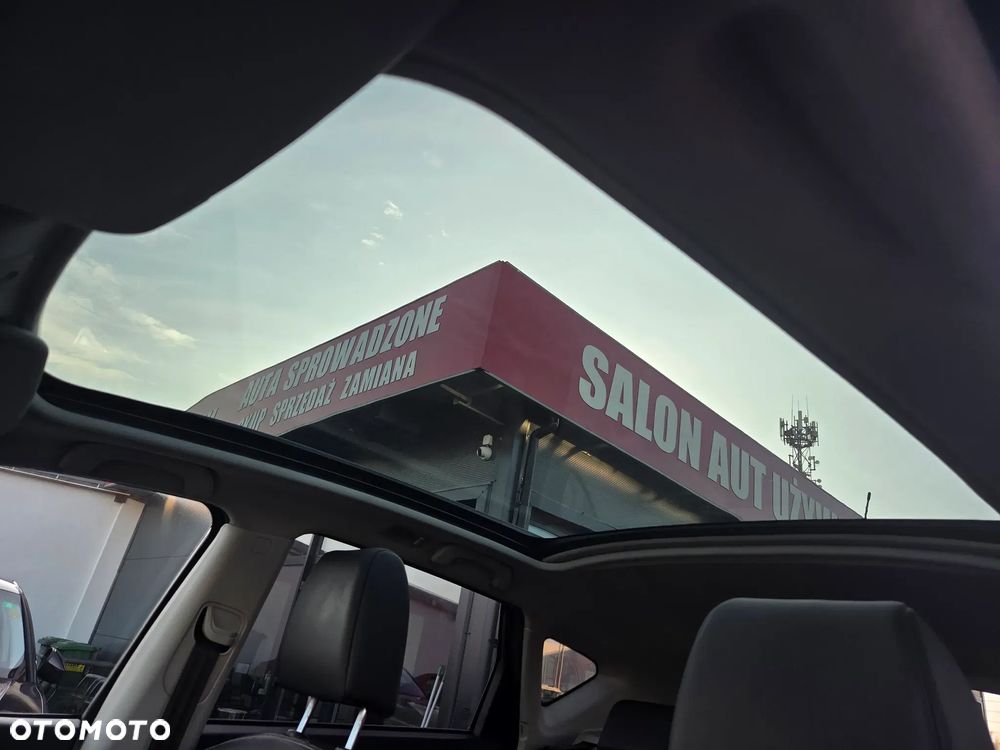 AUTA SPROWADZONE
SPRZEDAŻ ZAMIANA
SALON AUT
OTOMOTO